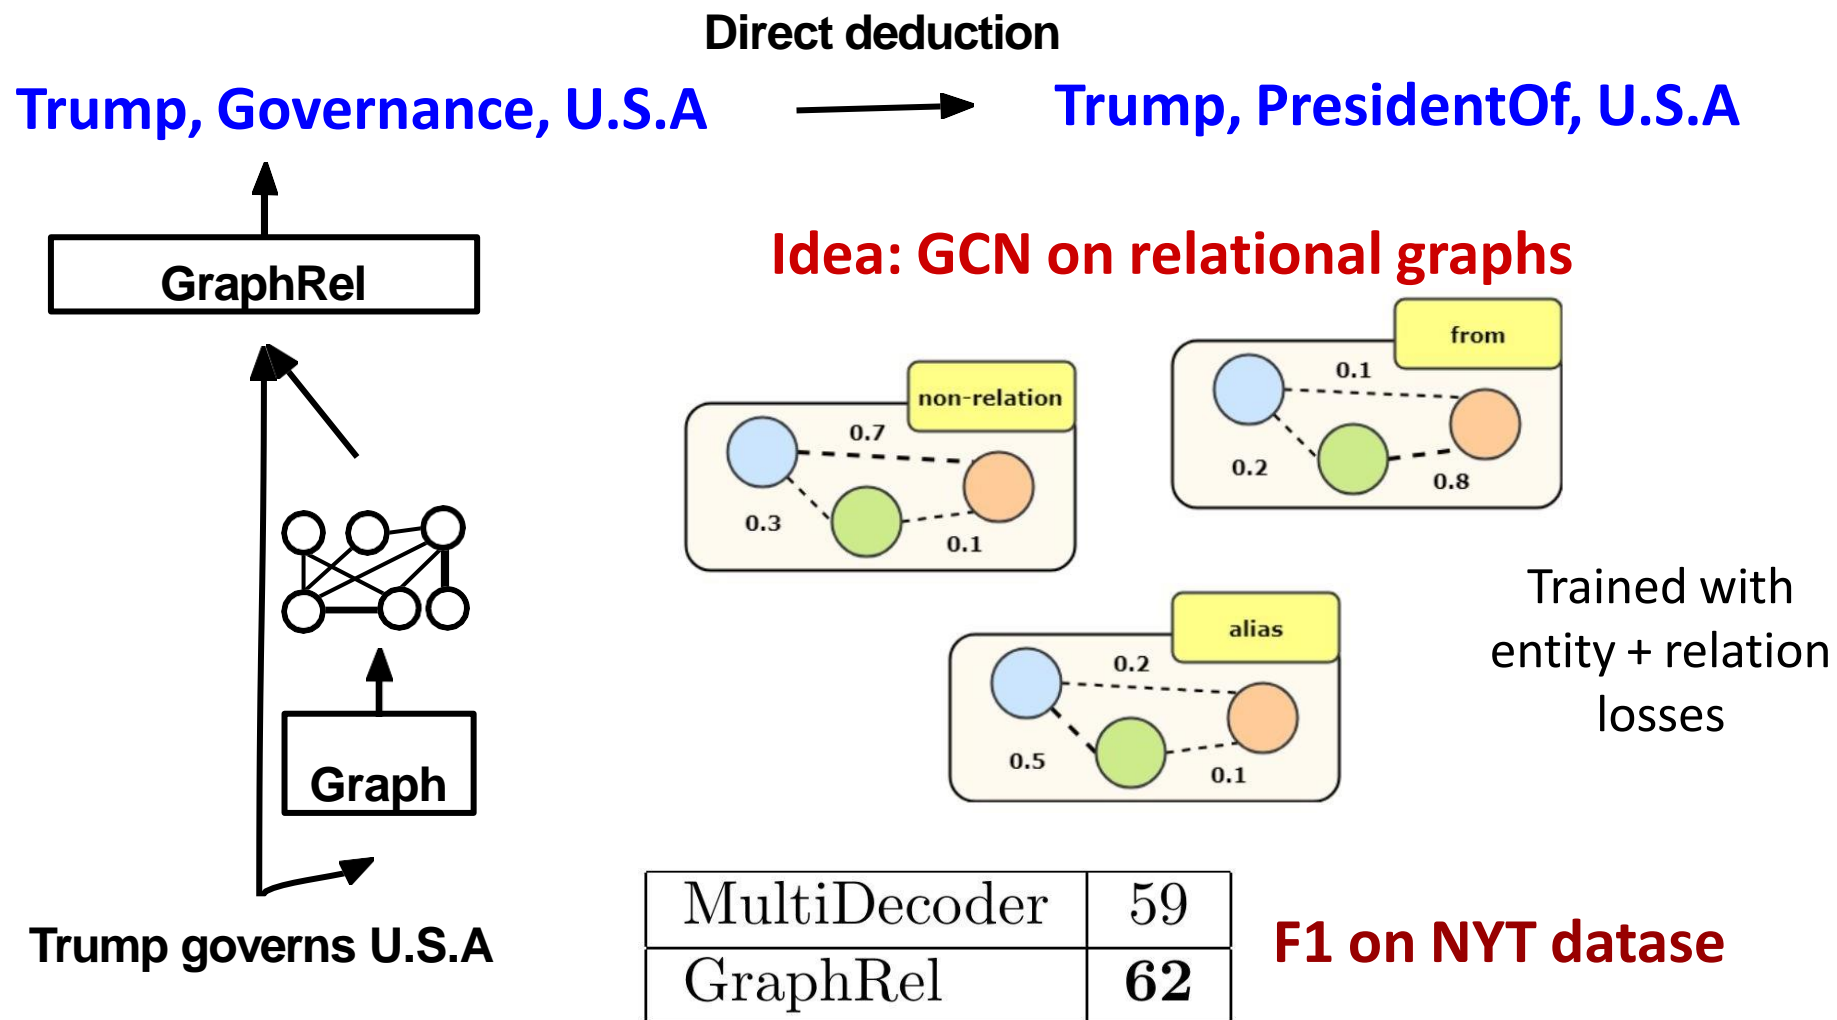 Direct deduction
Trump, Governance, U.S.A
Trump, PresidentOf, U.S.A
GraphRel
Idea: GCN on relational graphs
non-relation
0.7
0.3
0.1
from
0.1
0.2
0.8
alias
0.2
0.5
0.1
Trained with
entity + relation
losses
Graph
Trump governs U.S.A
MultiDecoder 59
GraphRel 62
F1 on NYT datase